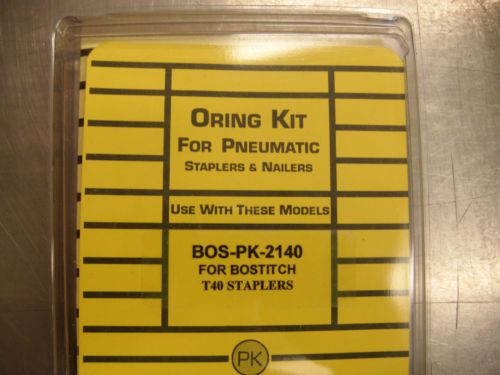 ORING KIT
FOR PNEUMATIC
STAPLERS & NAILERS
USE WITH THESE MODELS
BOS-PK-2140
FOR BOSTITCH
T40 STAPLERS
PK